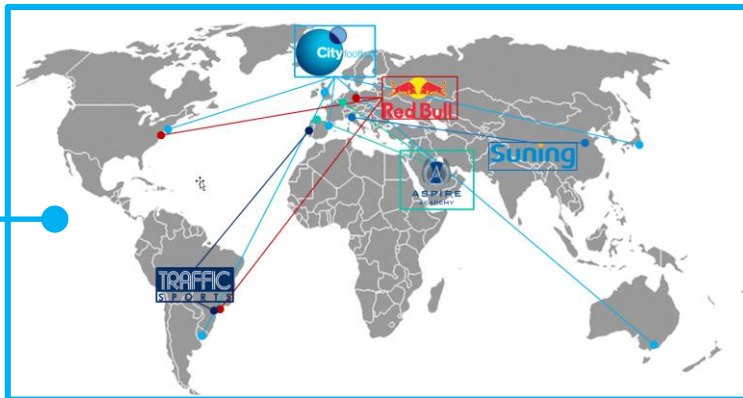 City football
Red Bull
Suning
ASPIRE
ACADEMY
TRAFFIC
SPORTS